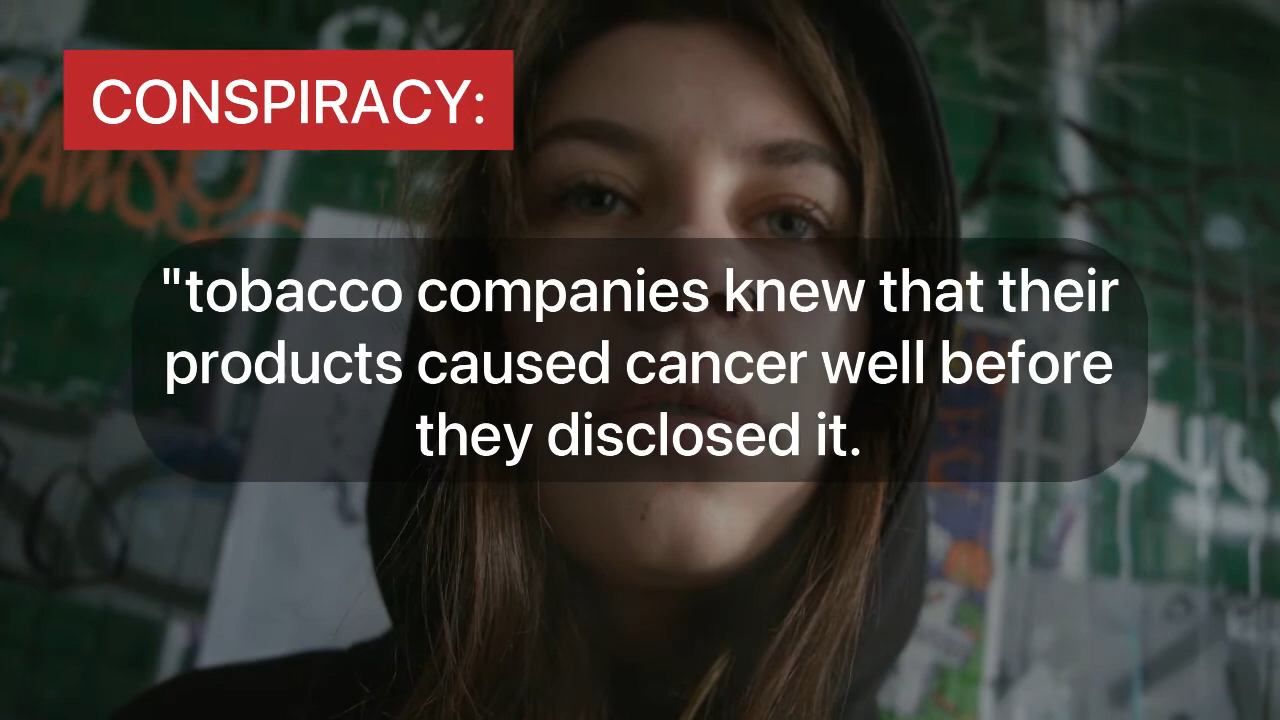 CONSPIRACY:
"tobacco companies knew that their
products caused cancer well before
they disclosed it.